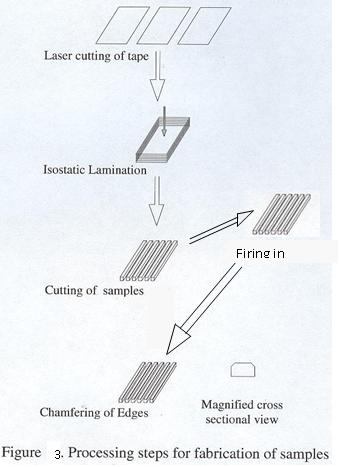 Laser cutting of tape
Isostatic Lamination
Firing in
Cutting of samples
Chamfering of Edges
Magnified cross
sectional view
Figure 3. Processing steps for fabrication of samples